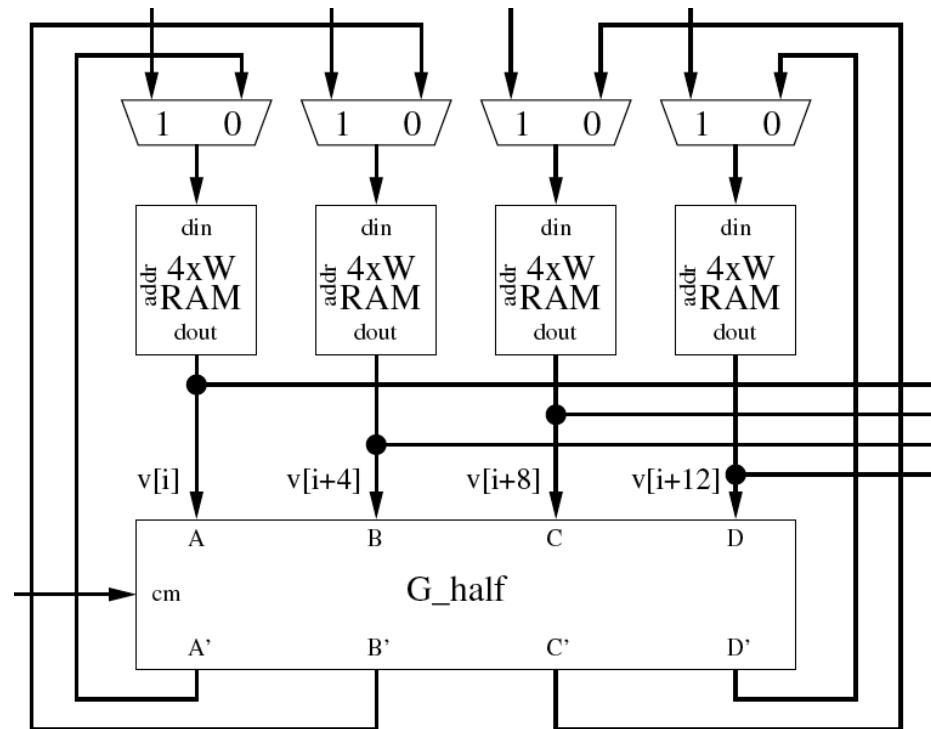 1 0 1 0 1 0 1 0
din din din din
addr 4xW addr 4xW addr 4xW addr 4xW
RAM RAM RAM RAM
dout dout dout dout
v[i] v[i+4] v[i+8] v[i+12]
A B C D
cm G_half
A' B' C' D'